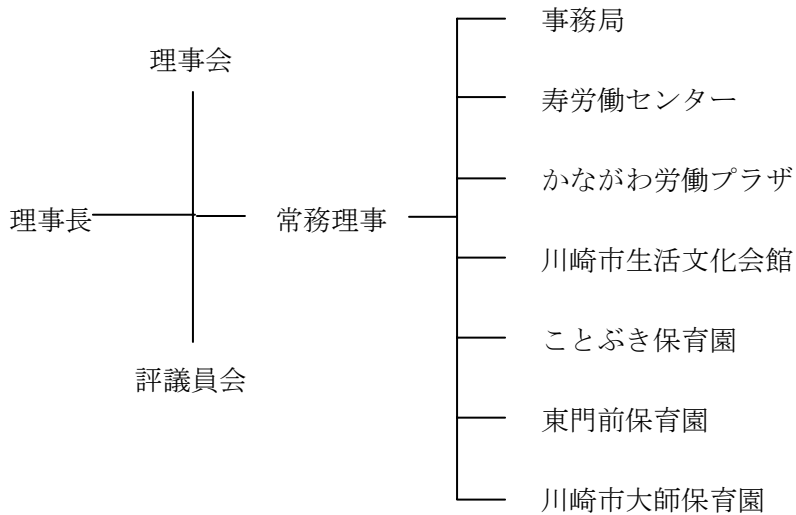 理事会
理事長
常務理事
評議員会
事務局
寿労働センター
かながわ労働プラザ
川崎市生活文化会館
ことぶき保育園
東門前保育園
川崎市大師保育園